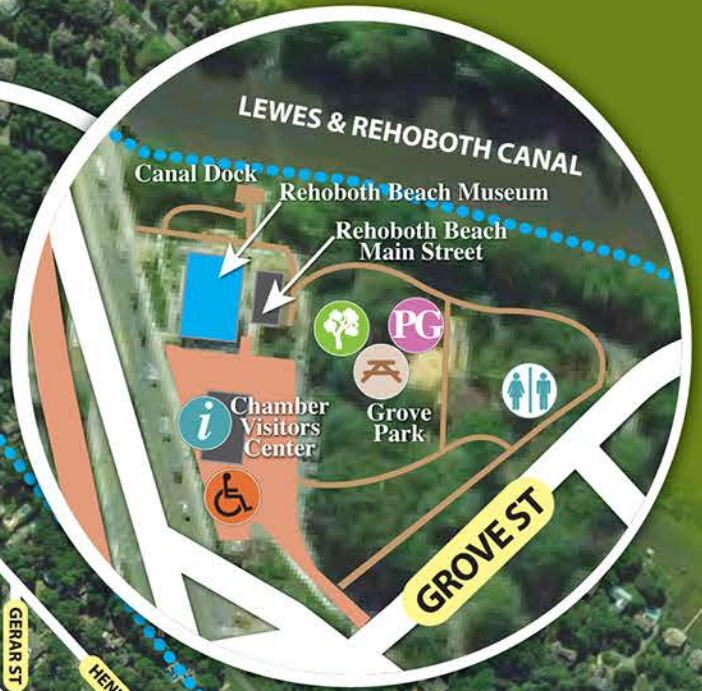 LEWES & REHOBOTH CANAL
Canal Dock
Rehoboth Beach Museum
Rehoboth Beach
Main Street
PG
Grove
Park
i
Chamber
Visitors
Center
GROVE ST
GERAR ST